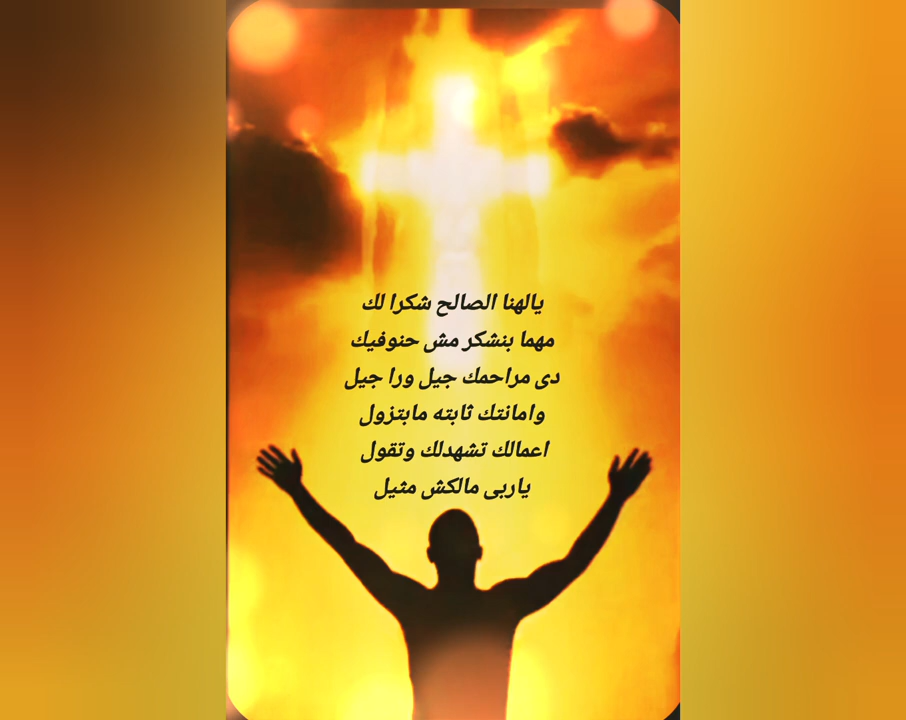 يالهنا الصالح شكرا لك
مهما بنشكر مش حنوفيك
دى مراحمك جيل ورا جيل
وامانتك ثابته مابتزول
اعمالك تشهدلك وتقول
ياربى مالكش مثيل